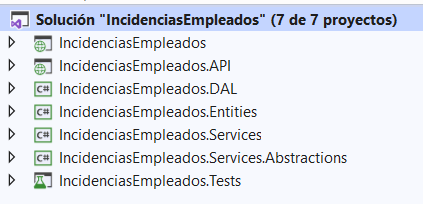 Solución "IncidenciasEmpleados" (7 de 7 proyectos)
IncidenciasEmpleados
IncidenciasEmpleados.API
C# IncidenciasEmpleados.DAL
C# IncidenciasEmpleados.Entities
C# IncidenciasEmpleados.Services
C# IncidenciasEmpleados.Services.Abstractions
IncidenciasEmpleados.Tests